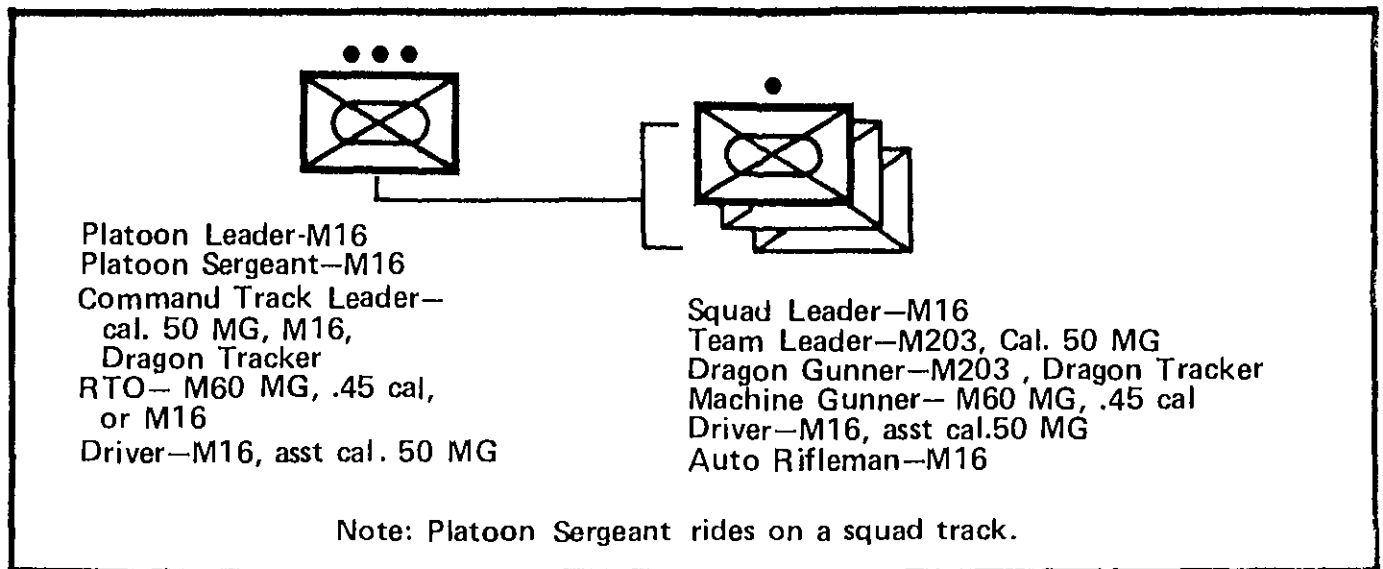 Platoon Leader-M16
Platoon Sergeant—M16
Command Track Leader—
cal. 50 MG, M16,
Dragon Tracker
RTO— M60 MG, .45 cal,
or M16
Driver—M16, asst cal. 50 MG
Squad Leader—M16
Team Leader—M203, Cal. 50 MG
Dragon Gunner—M203 , Dragon Tracker
Machine Gunner— M60 MG, .45 cal
Driver—M16, asst cal.50 MG
Auto Rifleman—M16
Note: Platoon Sergeant rides on a squad track.